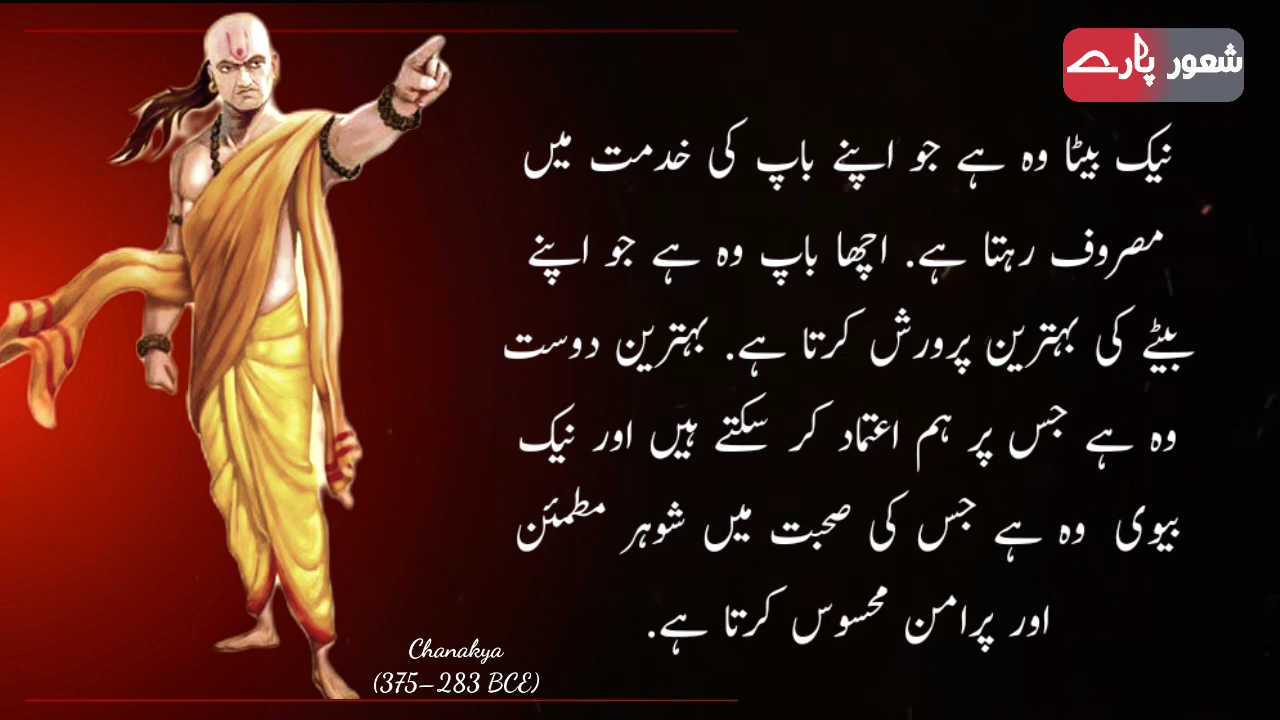 شعور پارے
نیک بیٹا وہ ہے جو اپنے باپ کی خدمت میں
مصروف رہتا ہے. اچھا باپ وہ ہے جو اپنے
بیٹے کی بہترین پرورش کرتا ہے. بہترین دوست
وہ ہے جس پر ہم اعتماد کر سکتے ہیں اور نیک
بیوی وہ ہے جس کی صحبت میں شوہر مطمئن
اور پرامن محسوس کرتا ہے.
Chanakya
(375–283 BCE)